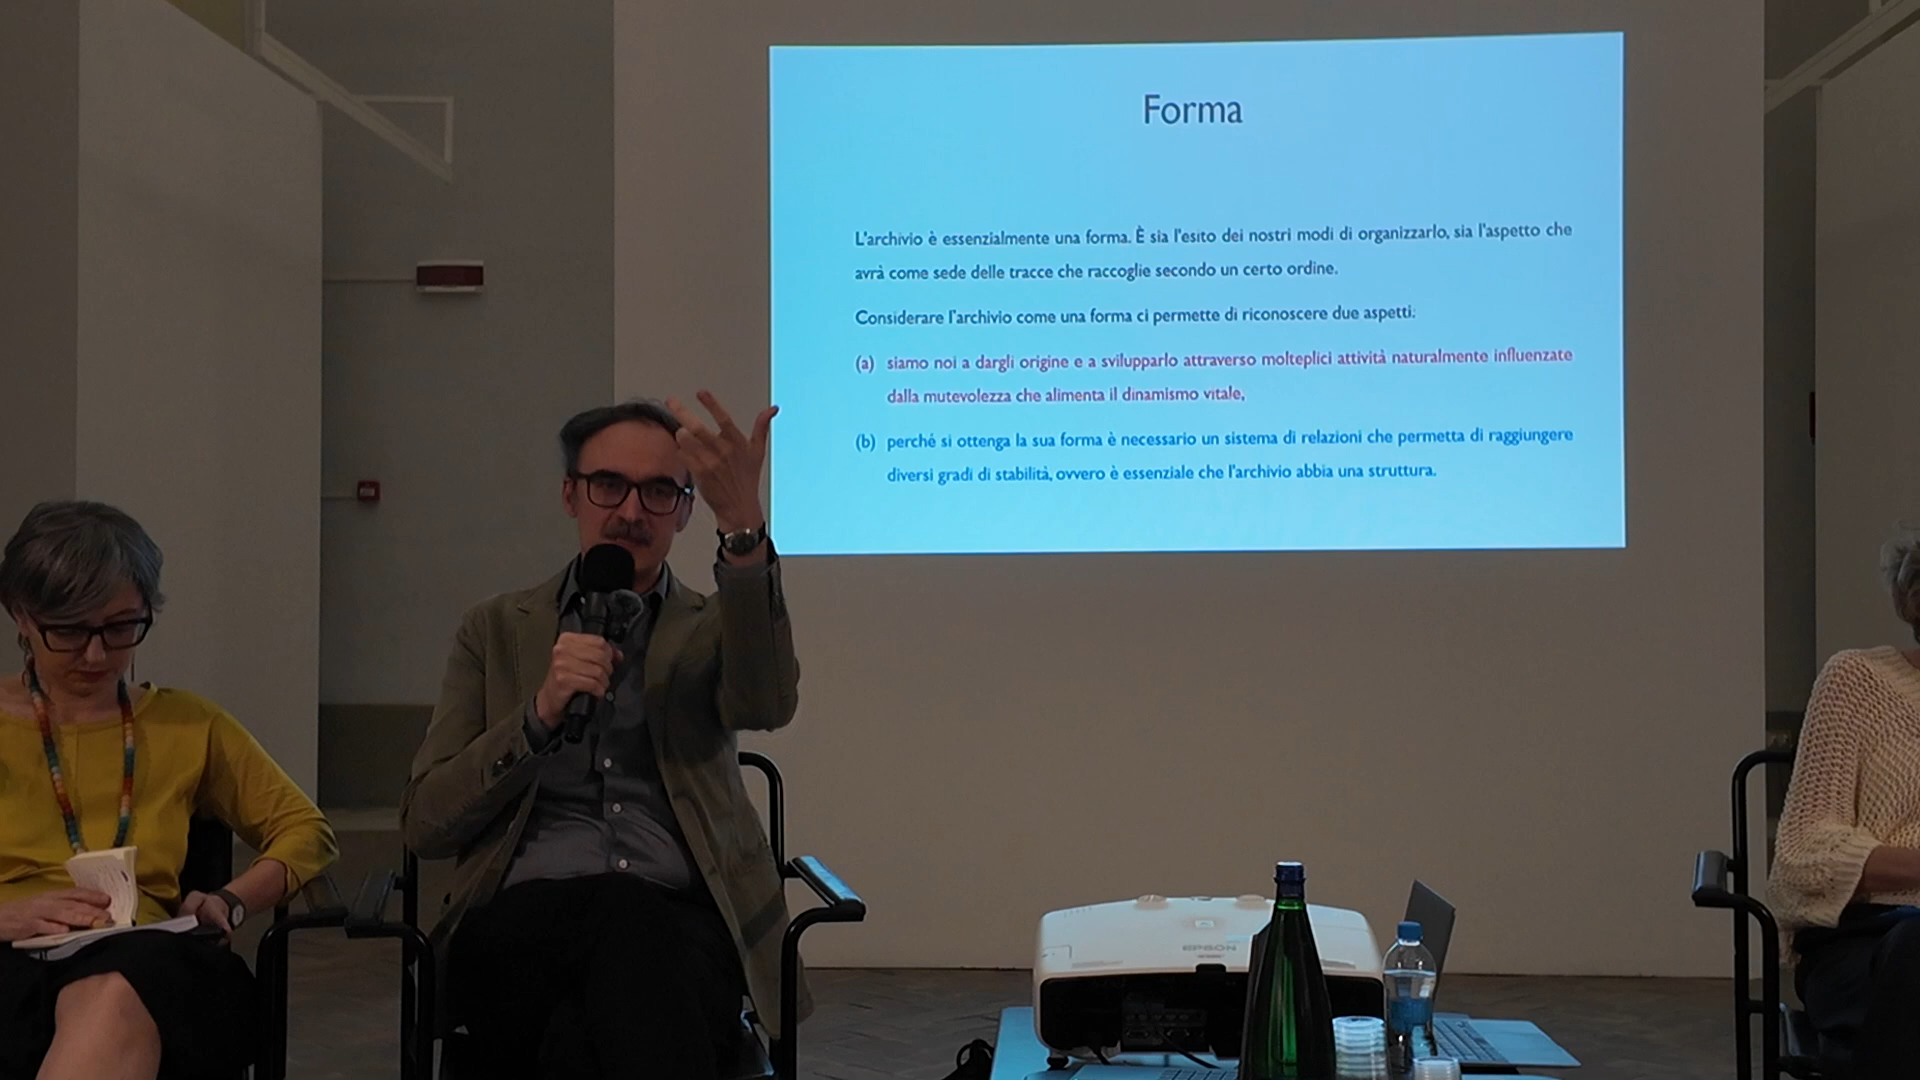 Forma
L'archivio è essenzialmente una forma. È sia l'esito dei nostri modi di organizzarlo, sia l'aspetto che
avrà come sede delle tracce che raccoglie secondo un certo ordine.
Considerare l'archivio come una forma ci permette di riconoscere due aspetti:
(a) siamo noi a dargli origine e a svilupparlo attraverso molteplici attività naturalmente influenzate
dalla mutevolezza che alimenta il dinamismo vitale,
(b) perché si ottenga la sua forma è necessario un sistema di relazioni che permetta di raggiungere
diversi gradi di stabilità, ovvero è essenziale che l'archivio abbia una struttura.
EPSON